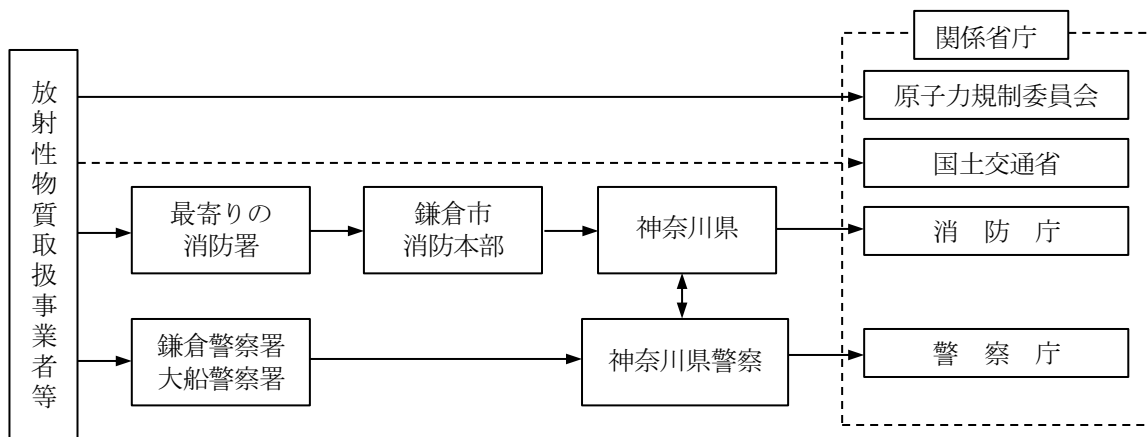 関係省庁
放射性物質取扱事業者等
原子力規制委員会
国土交通省
最寄りの
消防署
鎌倉市
消防本部
神奈川県
消　防　庁
鎌倉警察署
大船警察署
神奈川県警察
警　察　庁